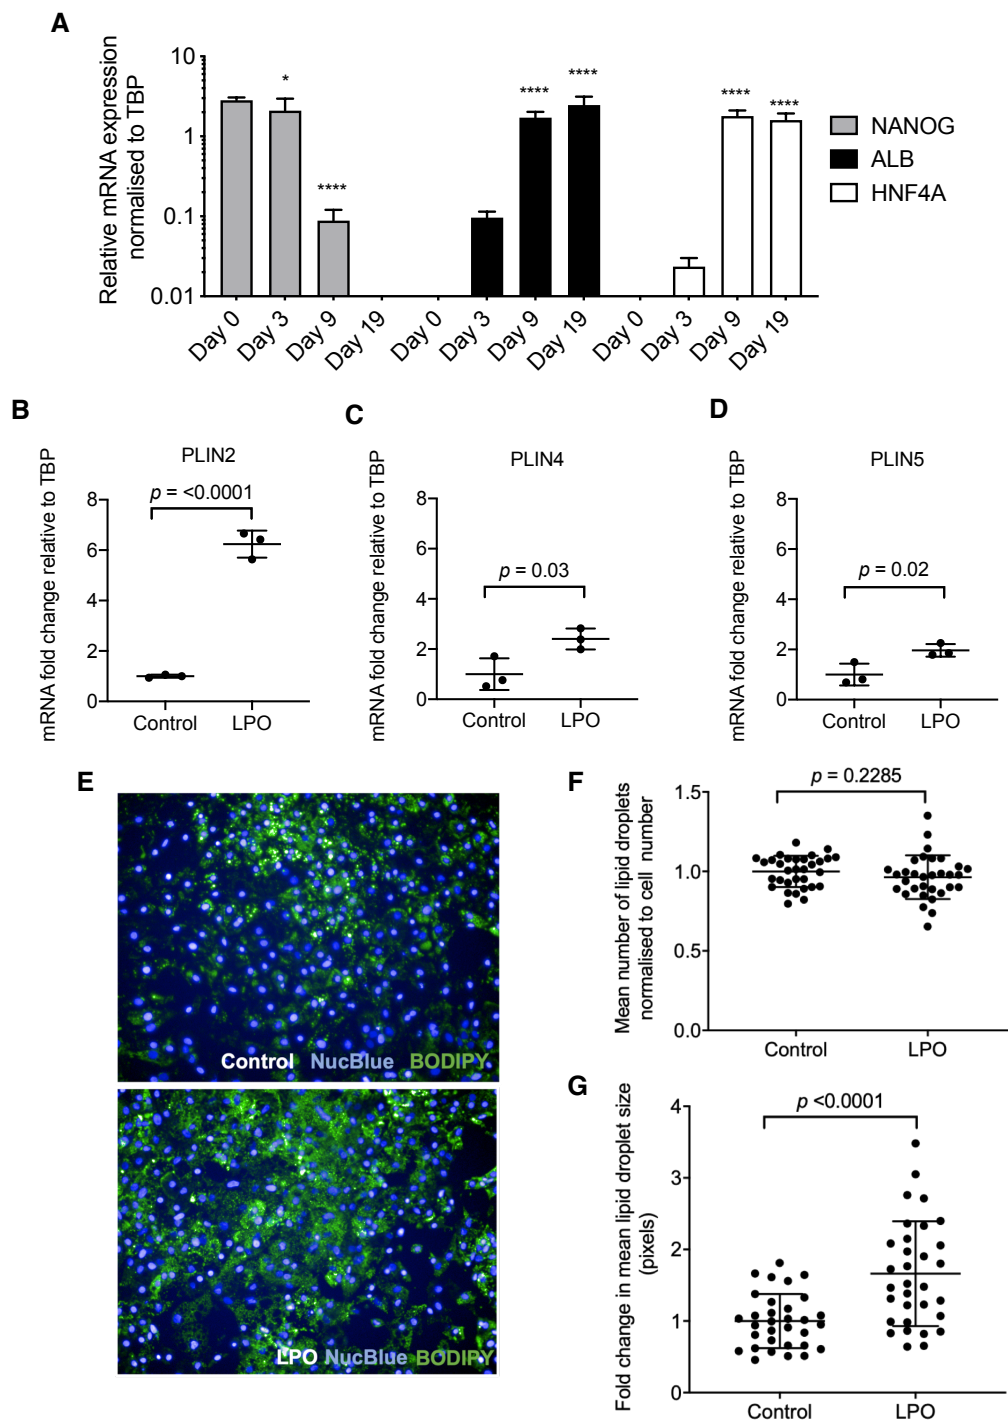 A
Relative mRNA expression
normalised to TBP
10
1
0.1
0.01
*
****
****
****
****
****
Day 0
Day 3
Day 9
Day 19
Day 0
Day 3
Day 9
Day 19
Day 0
Day 3
Day 9
Day 19
NANOG
ALB
HNF4A
B
PLIN2
mRNA fold change relative to TBP
p = <0.0001
8
6
4
2
0
Control
LPO
C
PLIN4
mRNA fold change relative to TBP
p = 0.03
8
6
4
2
0
Control
LPO
D
PLIN5
mRNA fold change relative to TBP
p = 0.02
8
6
4
2
0
Control
LPO
E
Control NucBlue BODIPY
LPO NucBlue BODIPY
F
Mean number of lipid droplets
normalised to cell number
p = 0.2285
1.5
1.0
0.5
0.0
Control
LPO
G
Fold change in mean lipid droplet size
(pixels)
p <0.0001
4
3
2
1
0
Control
LPO